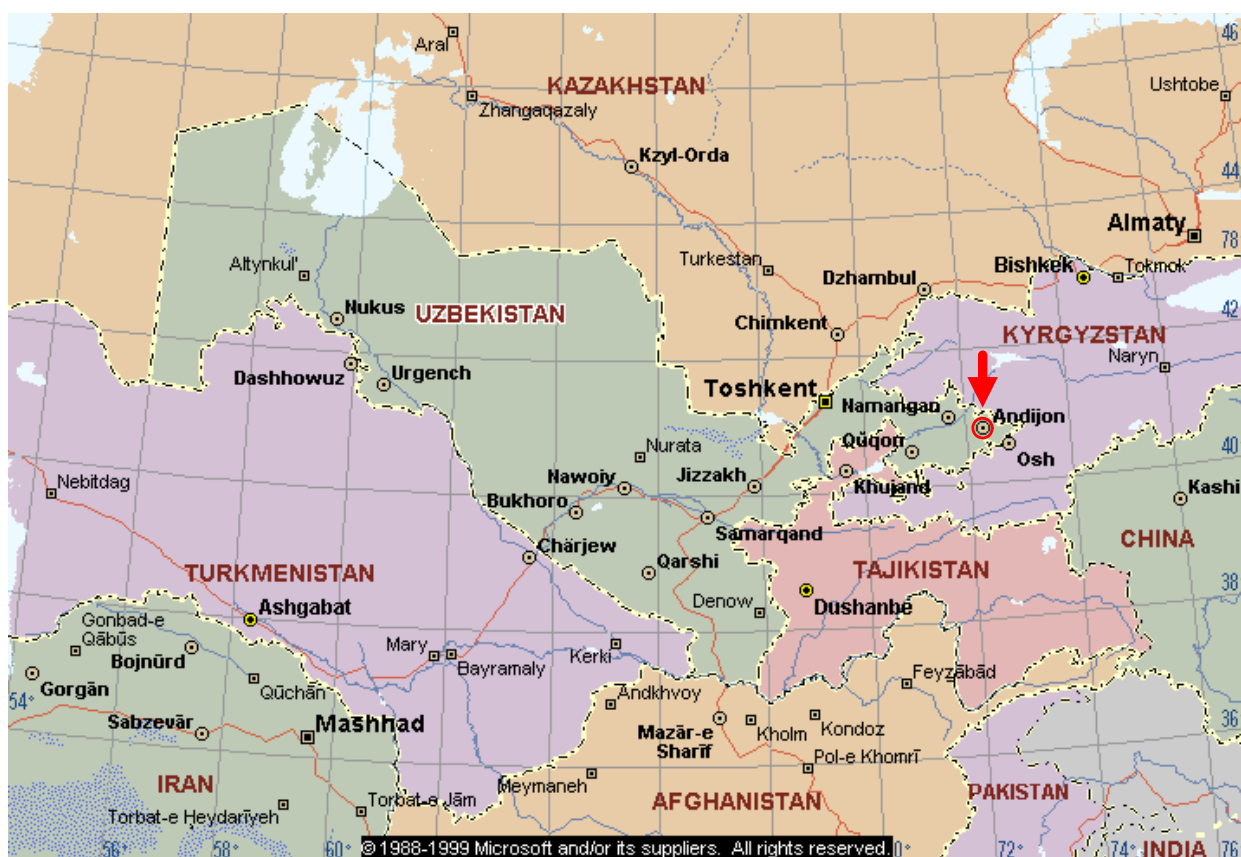 46
Aral
Ushtobe
KAZAKHSTAN
Zhangaqazaly
Kzyl-Orda
44
Almaty
78
Turkestan
Bishkek
Tokmok
Altynkul'
Dzhambul
Nukus
UZBEKISTAN
42
Chimkent
KYRGYZSTAN
Naryn
Dashhowuz
Urgench
Toshkent
Namangan
Andijon
Nurata
Qŭqon
Osh
40
Nebitdag
Nawoiy
Jizzakh
Khujand
Kashi
Bukhoro
Samarqand
CHINA
Chärjew
Qarshi
TURKMENISTAN
TAJIKISTAN
38
Ashgabat
Denow
Dushanbe
Gonbad-e
Qābūs
Bojnūrd
Mary
Bayramaly
Kerki
Feyzābād
Gorgān
Qūchān
54°
Andkhvoy
Sabzevār
Mashhad
Mazār-e
Sharīf
Kholm
Kondoz
36
Pol-e Khomrī
IRAN
Meymaneh
AFGHANISTAN
PAKISTAN
Torbat-e Jām
Torbat-e Ḩeydarīyeh
56°
58°
60°
© 1988-1999 Microsoft and/or its suppliers. All rights reserved.
72°
74°
INDIA
76